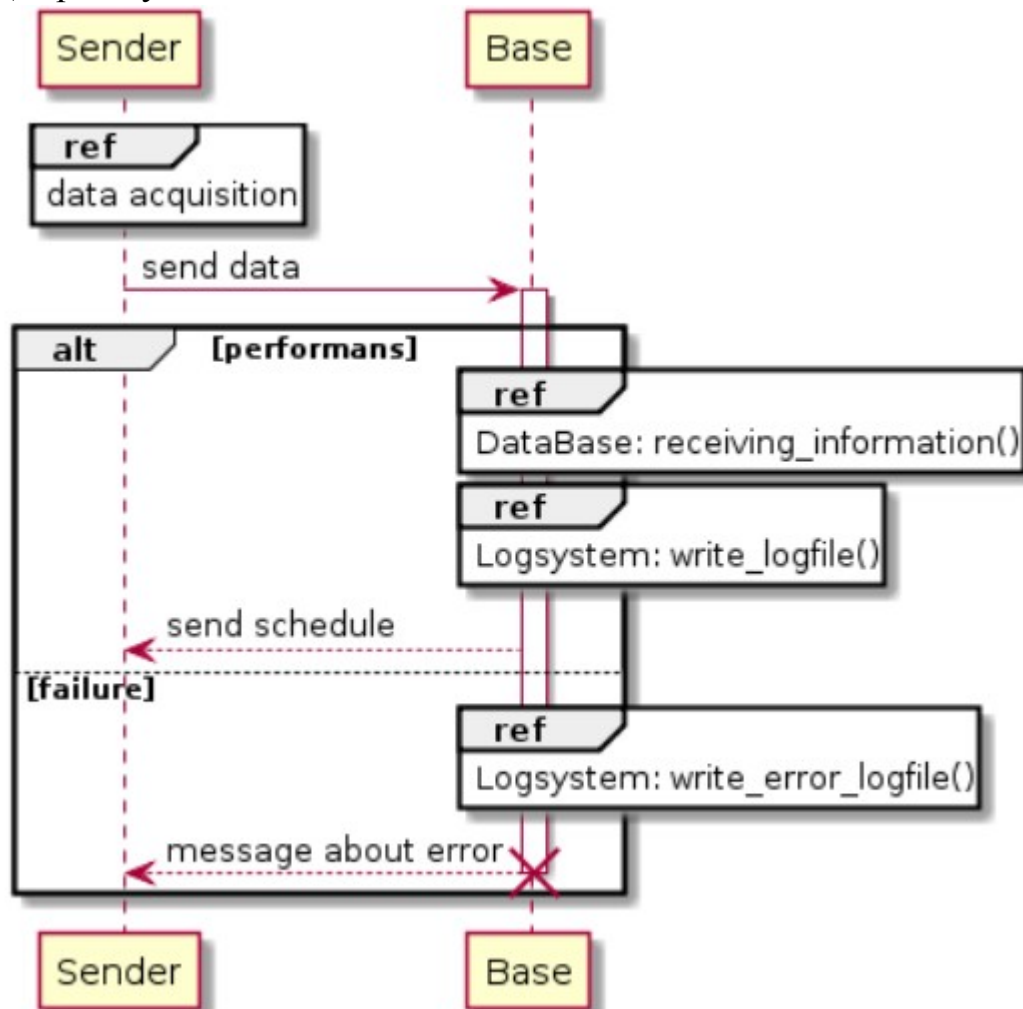 Sender Base
ref
data acquisition
send data
alt [performans]
ref
DataBase: receiving_information()
ref
Logsystem: write_logfile()
send schedule
[failure]
ref
Logsystem: write_error_logfile()
message about error
Sender Base